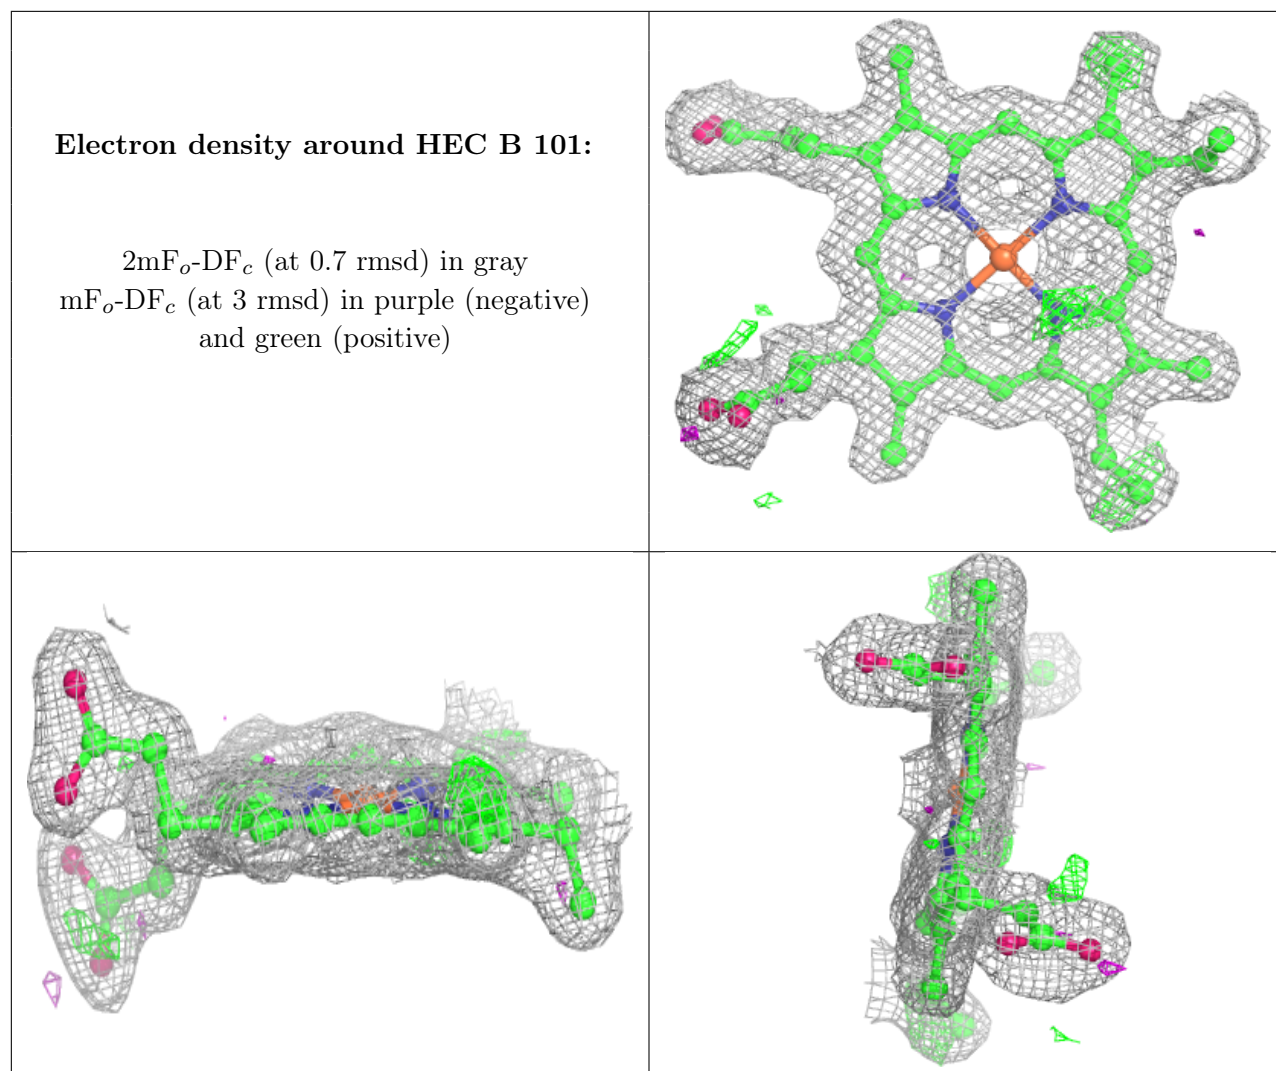 Electron density around HEC B 101:
2mFo-DFc (at 0.7 rmsd) in gray
mFo-DFc (at 3 rmsd) in purple (negative)
and green (positive)